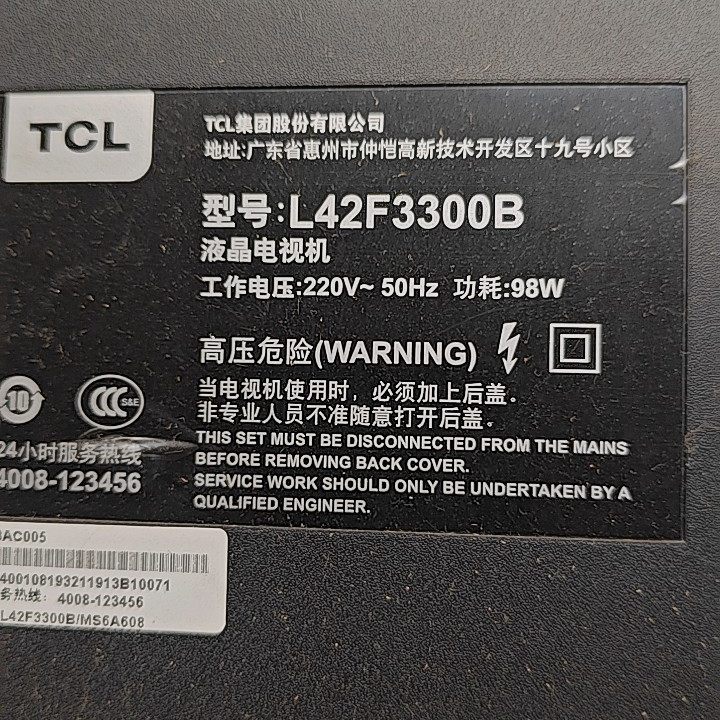 TCL
TCL集团股份有限公司
地址:广东省惠州市仲恺高新技术开发区十九号小区
型号:L42F3300B
液晶电视机
工作电压:220V~ 50Hz 功耗:98W
高压危险(WARNING)
当电视机使用时，必须加上后盖。
非专业人员不准随意打开后盖。
THIS SET MUST BE DISCONNECTED FROM THE MAINS
BEFORE REMOVING BACK COVER.
SERVICE WORK SHOULD ONLY BE UNDERTAKEN BY A
QUALIFIED ENGINEER.
10
CCC S&E
24小时服务热线
4008-123456
AC005
400108193211913B10071
务热线: 4008-123456
L42F3300B/MS6A608